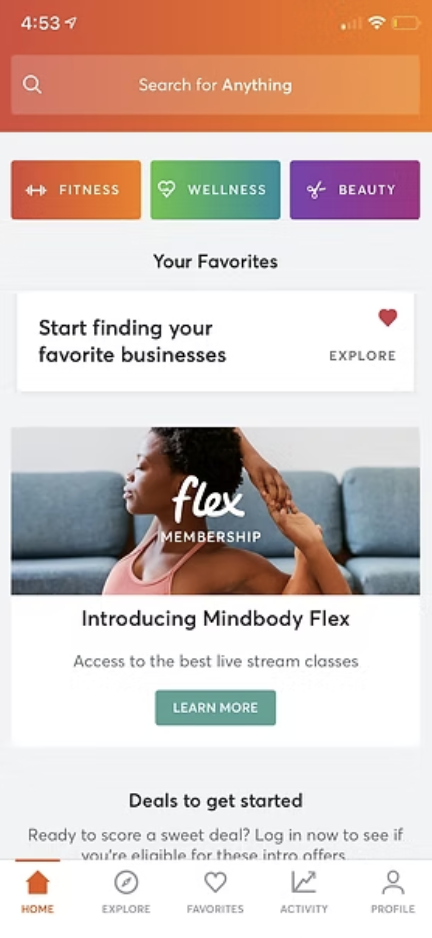 4:53
Search for Anything
FITNESS
WELLNESS
BEAUTY
Your Favorites
Start finding your
favorite businesses
EXPLORE
flex
MEMBERSHIP
Introducing Mindbody Flex
Access to the best live stream classes
LEARN MORE
Deals to get started
Ready to score a sweet deal? Log in now to see if
you're eligible for these intro offers.
HOME
EXPLORE
FAVORITES
ACTIVITY
PROFILE